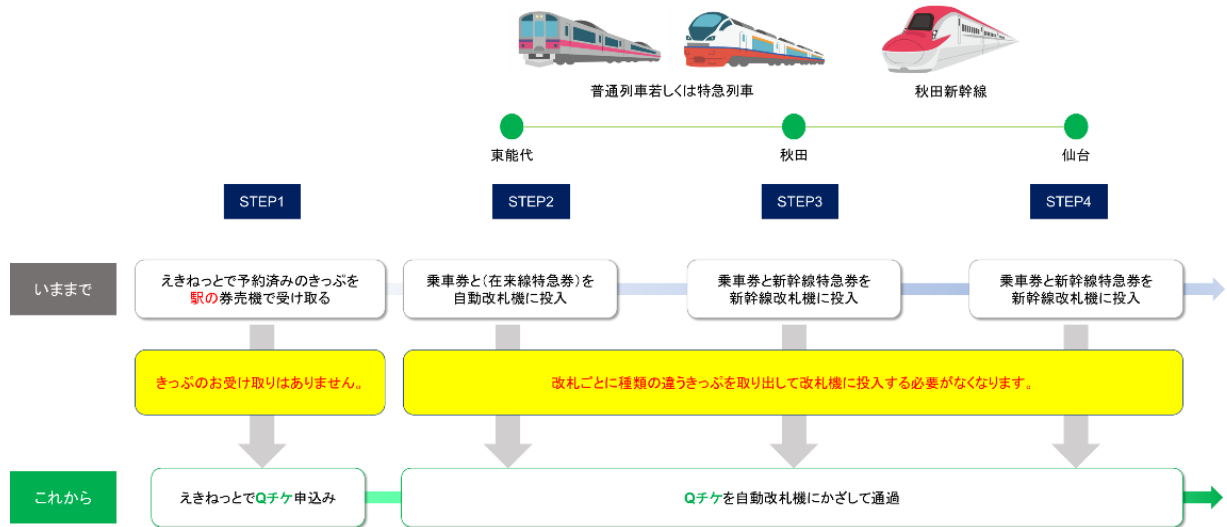 普通列車若しくは特急列車
秋田新幹線
東能代
秋田
仙台
STEP1
STEP2
STEP3
STEP4
いままで
えきねっとで予約済みのきっぷを
駅の券売機で受け取る
乗車券と(在来線特急券)を
自動改札機に投入
乗車券と新幹線特急券を
新幹線改札機に投入
乗車券と新幹線特急券を
新幹線改札機に投入
きっぷのお受け取りはありません。
改札ごとに種類の違うきっぷを取り出して改札機に投入する必要がなくなります。
これから
えきねっとでQチケ申込み
Qチケを自動改札機にかざして通過